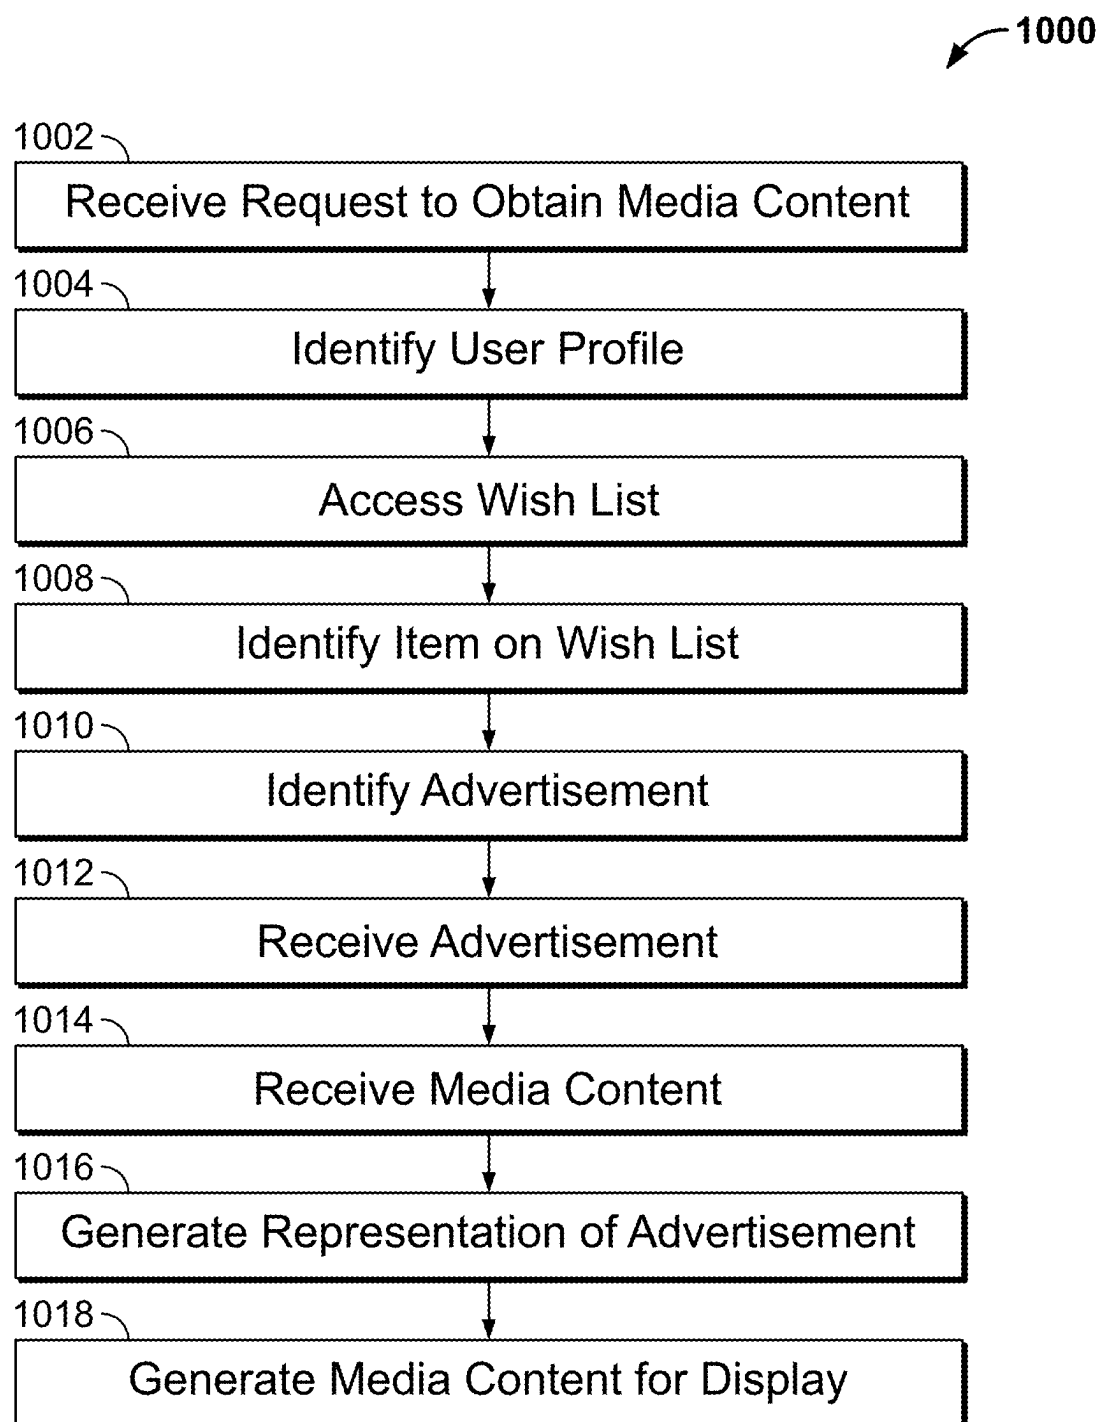 1000
1002
Receive Request to Obtain Media Content
1004
Identify User Profile
1006
Access Wish List
1008
Identify Item on Wish List
1010
Identify Advertisement
1012
Receive Advertisement
1014
Receive Media Content
1016
Generate Representation of Advertisement
1018
Generate Media Content for Display